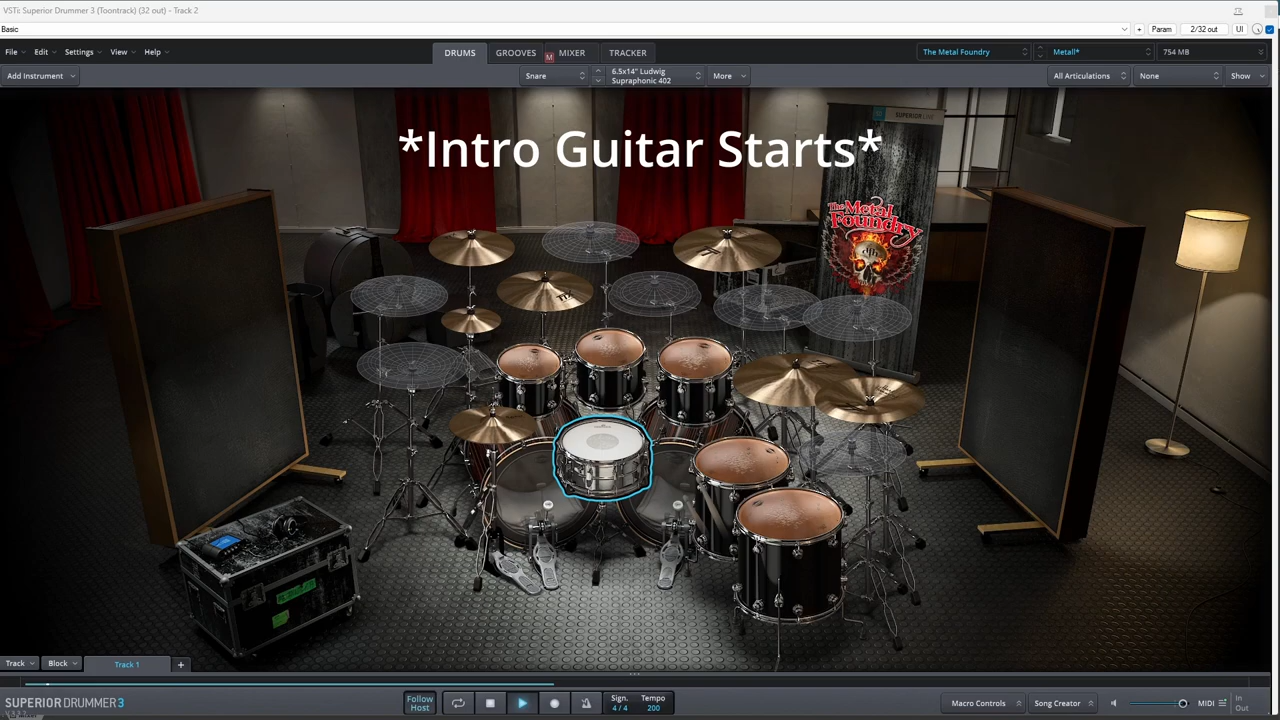 VSTi: Superior Drummer 3 (Toontrack) (32 out) - Track 2
Basic
+ Param 2/32 out UI
File Edit Settings View Help
DRUMS GROOVES M MIXER TRACKER
The Metal Foundry Metall* 754 MB
Add Instrument
Snare
6.5x14" Ludwig
Supraphonic 402
More
All Articulations None Show
SUPERIOR LINE
*Intro Guitar Starts*
The Metal
Foundry
Track Block Track 1 +
SUPERIOR DRUMMER 3
Follow
Host
Sign. Tempo
4 / 4 200
Macro Controls Song Creator MIDI
In
Out